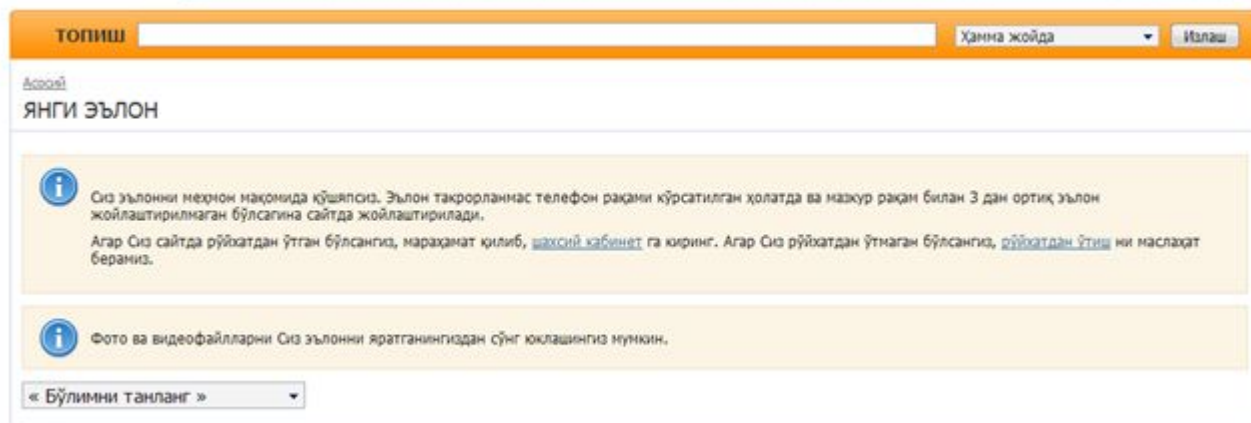 ТОПИШ Ҳамма жойда Излаш
Асосий
ЯНГИ ЭЪЛОН
Сиз эълонни меҳмон мақомида қўшяпсиз. Эълон такрорланмас телефон рақами кўрсатилган ҳолатда ва мазкур рақам билан 3 дан ортиқ эълон
жойлаштирилмаган бўлсагина сайтда жойлаштирилади.
Агар Сиз сайтда рўйхатдан ўтган бўлсангиз, мараҳамат қилиб, шахсий кабинет га киринг. Агар Сиз рўйхатдан ўтмаган бўлсангиз, рўйхатдан ўтиш ни маслаҳат
берамиз.
Фото ва видеофайлларни Сиз эълонни яратганингиздан сўнг юклашингиз мумкин.
« Бўлимни танланг »